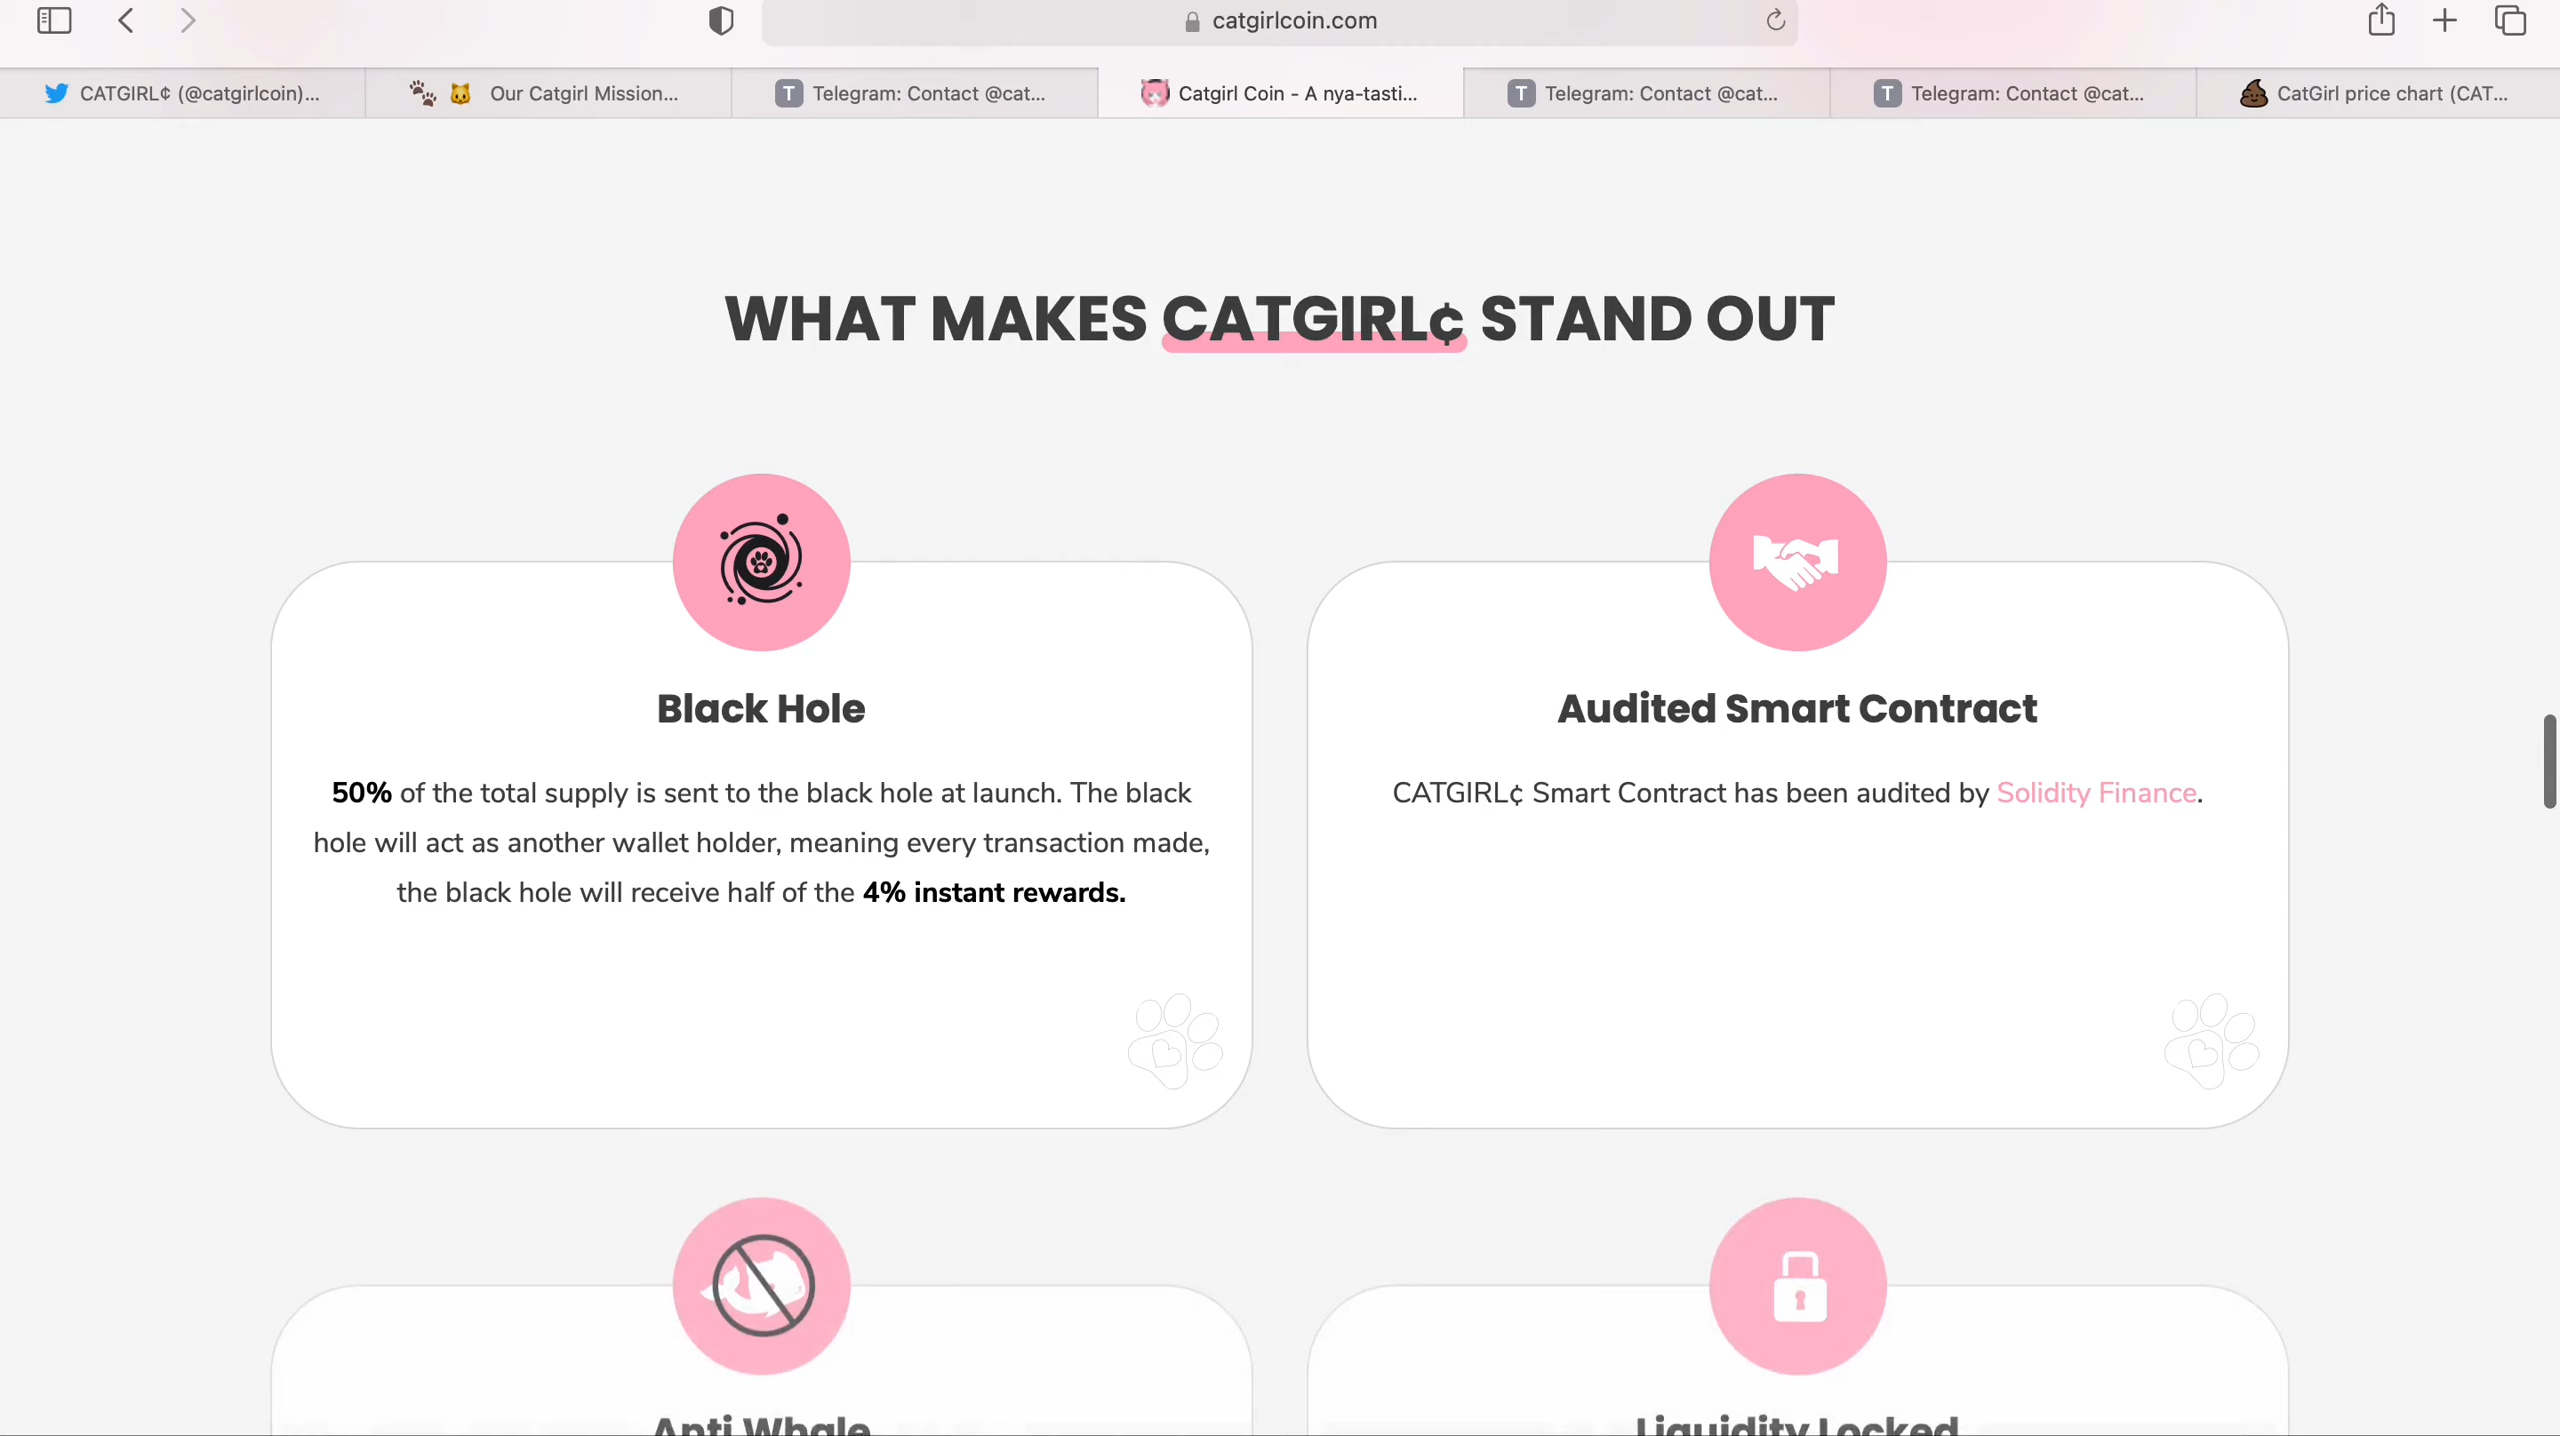 catgirlcoin.com
CATGIRL¢ (@catgirlcoin)...
Our Catgirl Mission...
T Telegram: Contact @cat...
Catgirl Coin - A nya-tasti...
T Telegram: Contact @cat...
T Telegram: Contact @cat...
CatGirl price chart (CAT...
WHAT MAKES CATGIRL¢ STAND OUT
Black Hole
50% of the total supply is sent to the black hole at launch. The black
hole will act as another wallet holder, meaning every transaction made,
the black hole will receive half of the 4% instant rewards.
Audited Smart Contract
CATGIRL¢ Smart Contract has been audited by Solidity Finance.
Anti Whale
Liquidity Locked